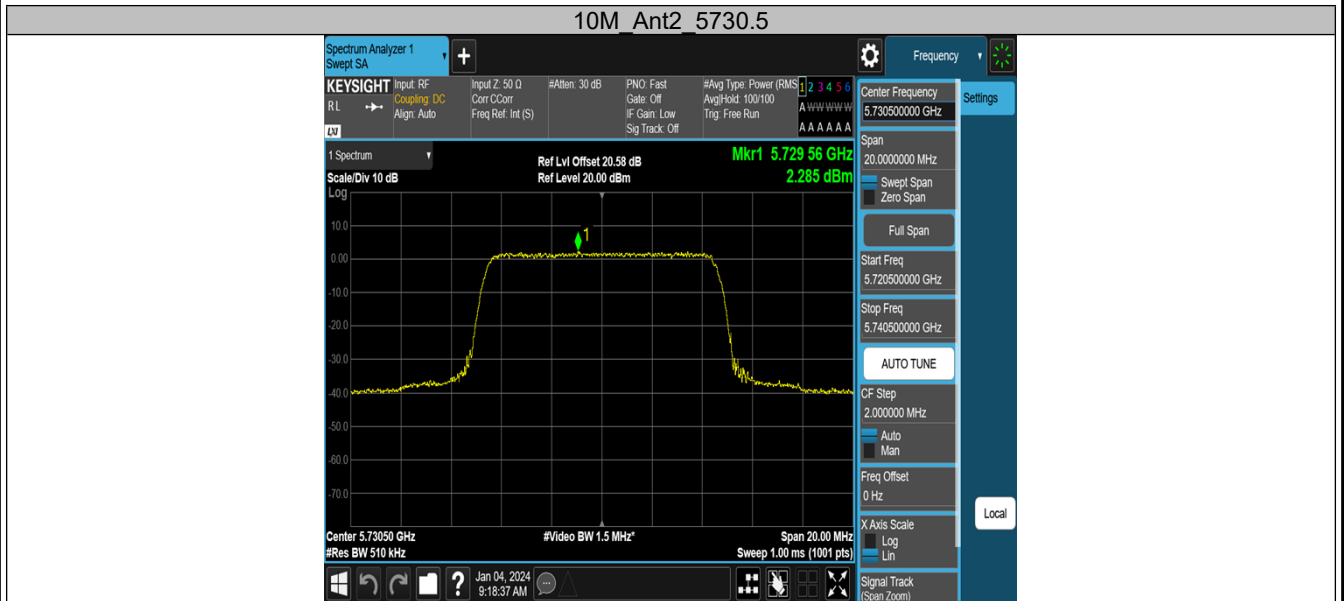 10M_Ant2_5730.5
Spectrum Analyzer 1
Swept SA
+
Frequency
KEYSIGHT
RL
LXI
Input: RF
Coupling: DC
Align: Auto
Input Z: 50 Ω
Corr CCorr
Freq Ref: Int (S)
#Atten: 30 dB
PNO: Fast
Gate: Off
IF Gain: Low
Sig Track: Off
#Avg Type: Power (RMS
Avg|Hold: 100/100
Trig: Free Run
1 2 3 4 5 6
A W W W W W
A A A A A A
1 Spectrum
Scale/Div 10 dB
Log
Ref Lvl Offset 20.58 dB
Ref Level 20.00 dBm
Mkr1 5.729 56 GHz
2.285 dBm
1
10.0
0.00
-10.0
-20.0
-30.0
-40.0
-50.0
-60.0
-70.0
Center 5.73050 GHz
#Res BW 510 kHz
#Video BW 1.5 MHz*
Span 20.00 MHz
Sweep 1.00 ms (1001 pts)
Jan 04, 2024
9:18:37 AM
Center Frequency
5.730500000 GHz
Span
20.0000000 MHz
Swept Span
Zero Span
Full Span
Start Freq
5.720500000 GHz
Stop Freq
5.740500000 GHz
AUTO TUNE
CF Step
2.000000 MHz
Auto
Man
Freq Offset
0 Hz
X Axis Scale
Log
Lin
Signal Track
(Span Zoom)
Settings
Local